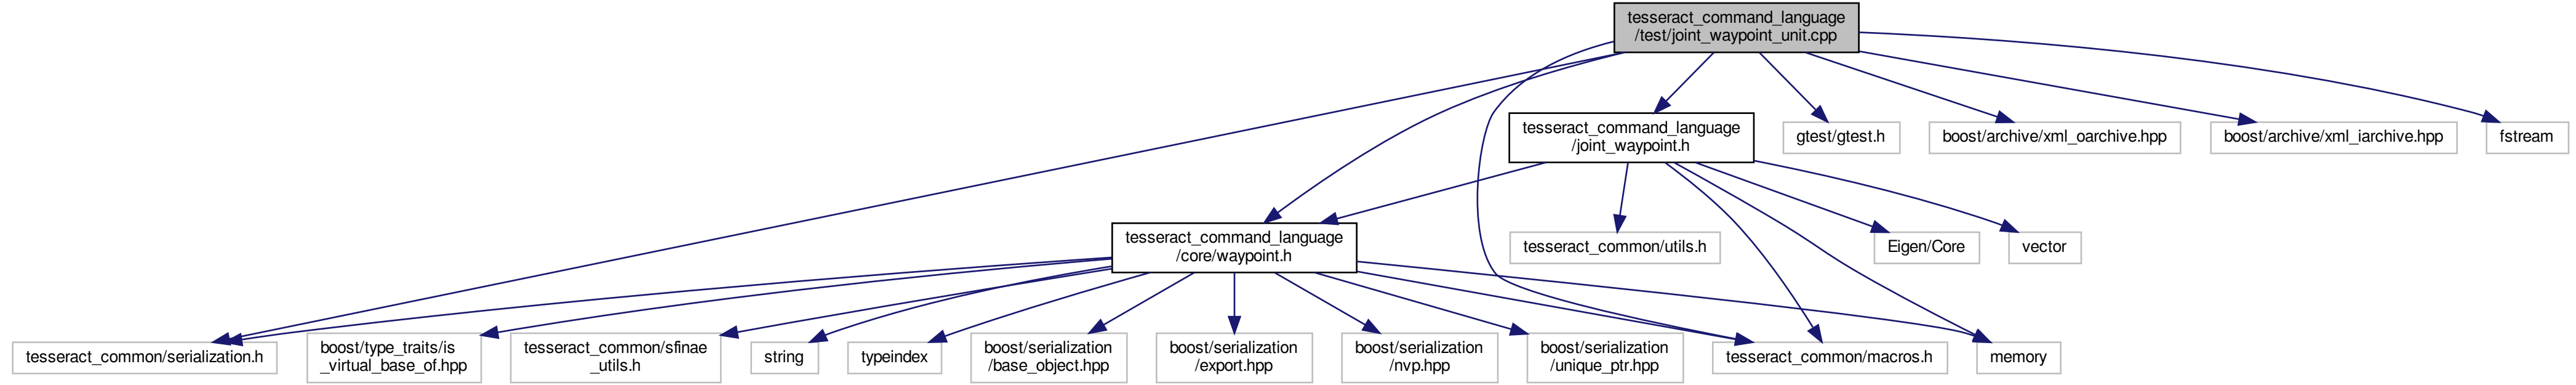 tesseract_command_language
/test/joint_waypoint_unit.cpp
tesseract_command_language
/joint_waypoint.h
gtest/gtest.h
boost/archive/xml_oarchive.hpp
boost/archive/xml_iarchive.hpp
fstream
tesseract_command_language
/core/waypoint.h
tesseract_common/utils.h
Eigen/Core
vector
tesseract_common/serialization.h
boost/type_traits/is
_virtual_base_of.hpp
tesseract_common/sfinae
_utils.h
string
typeindex
boost/serialization
/base_object.hpp
boost/serialization
/export.hpp
boost/serialization
/nvp.hpp
boost/serialization
/unique_ptr.hpp
tesseract_common/macros.h
memory